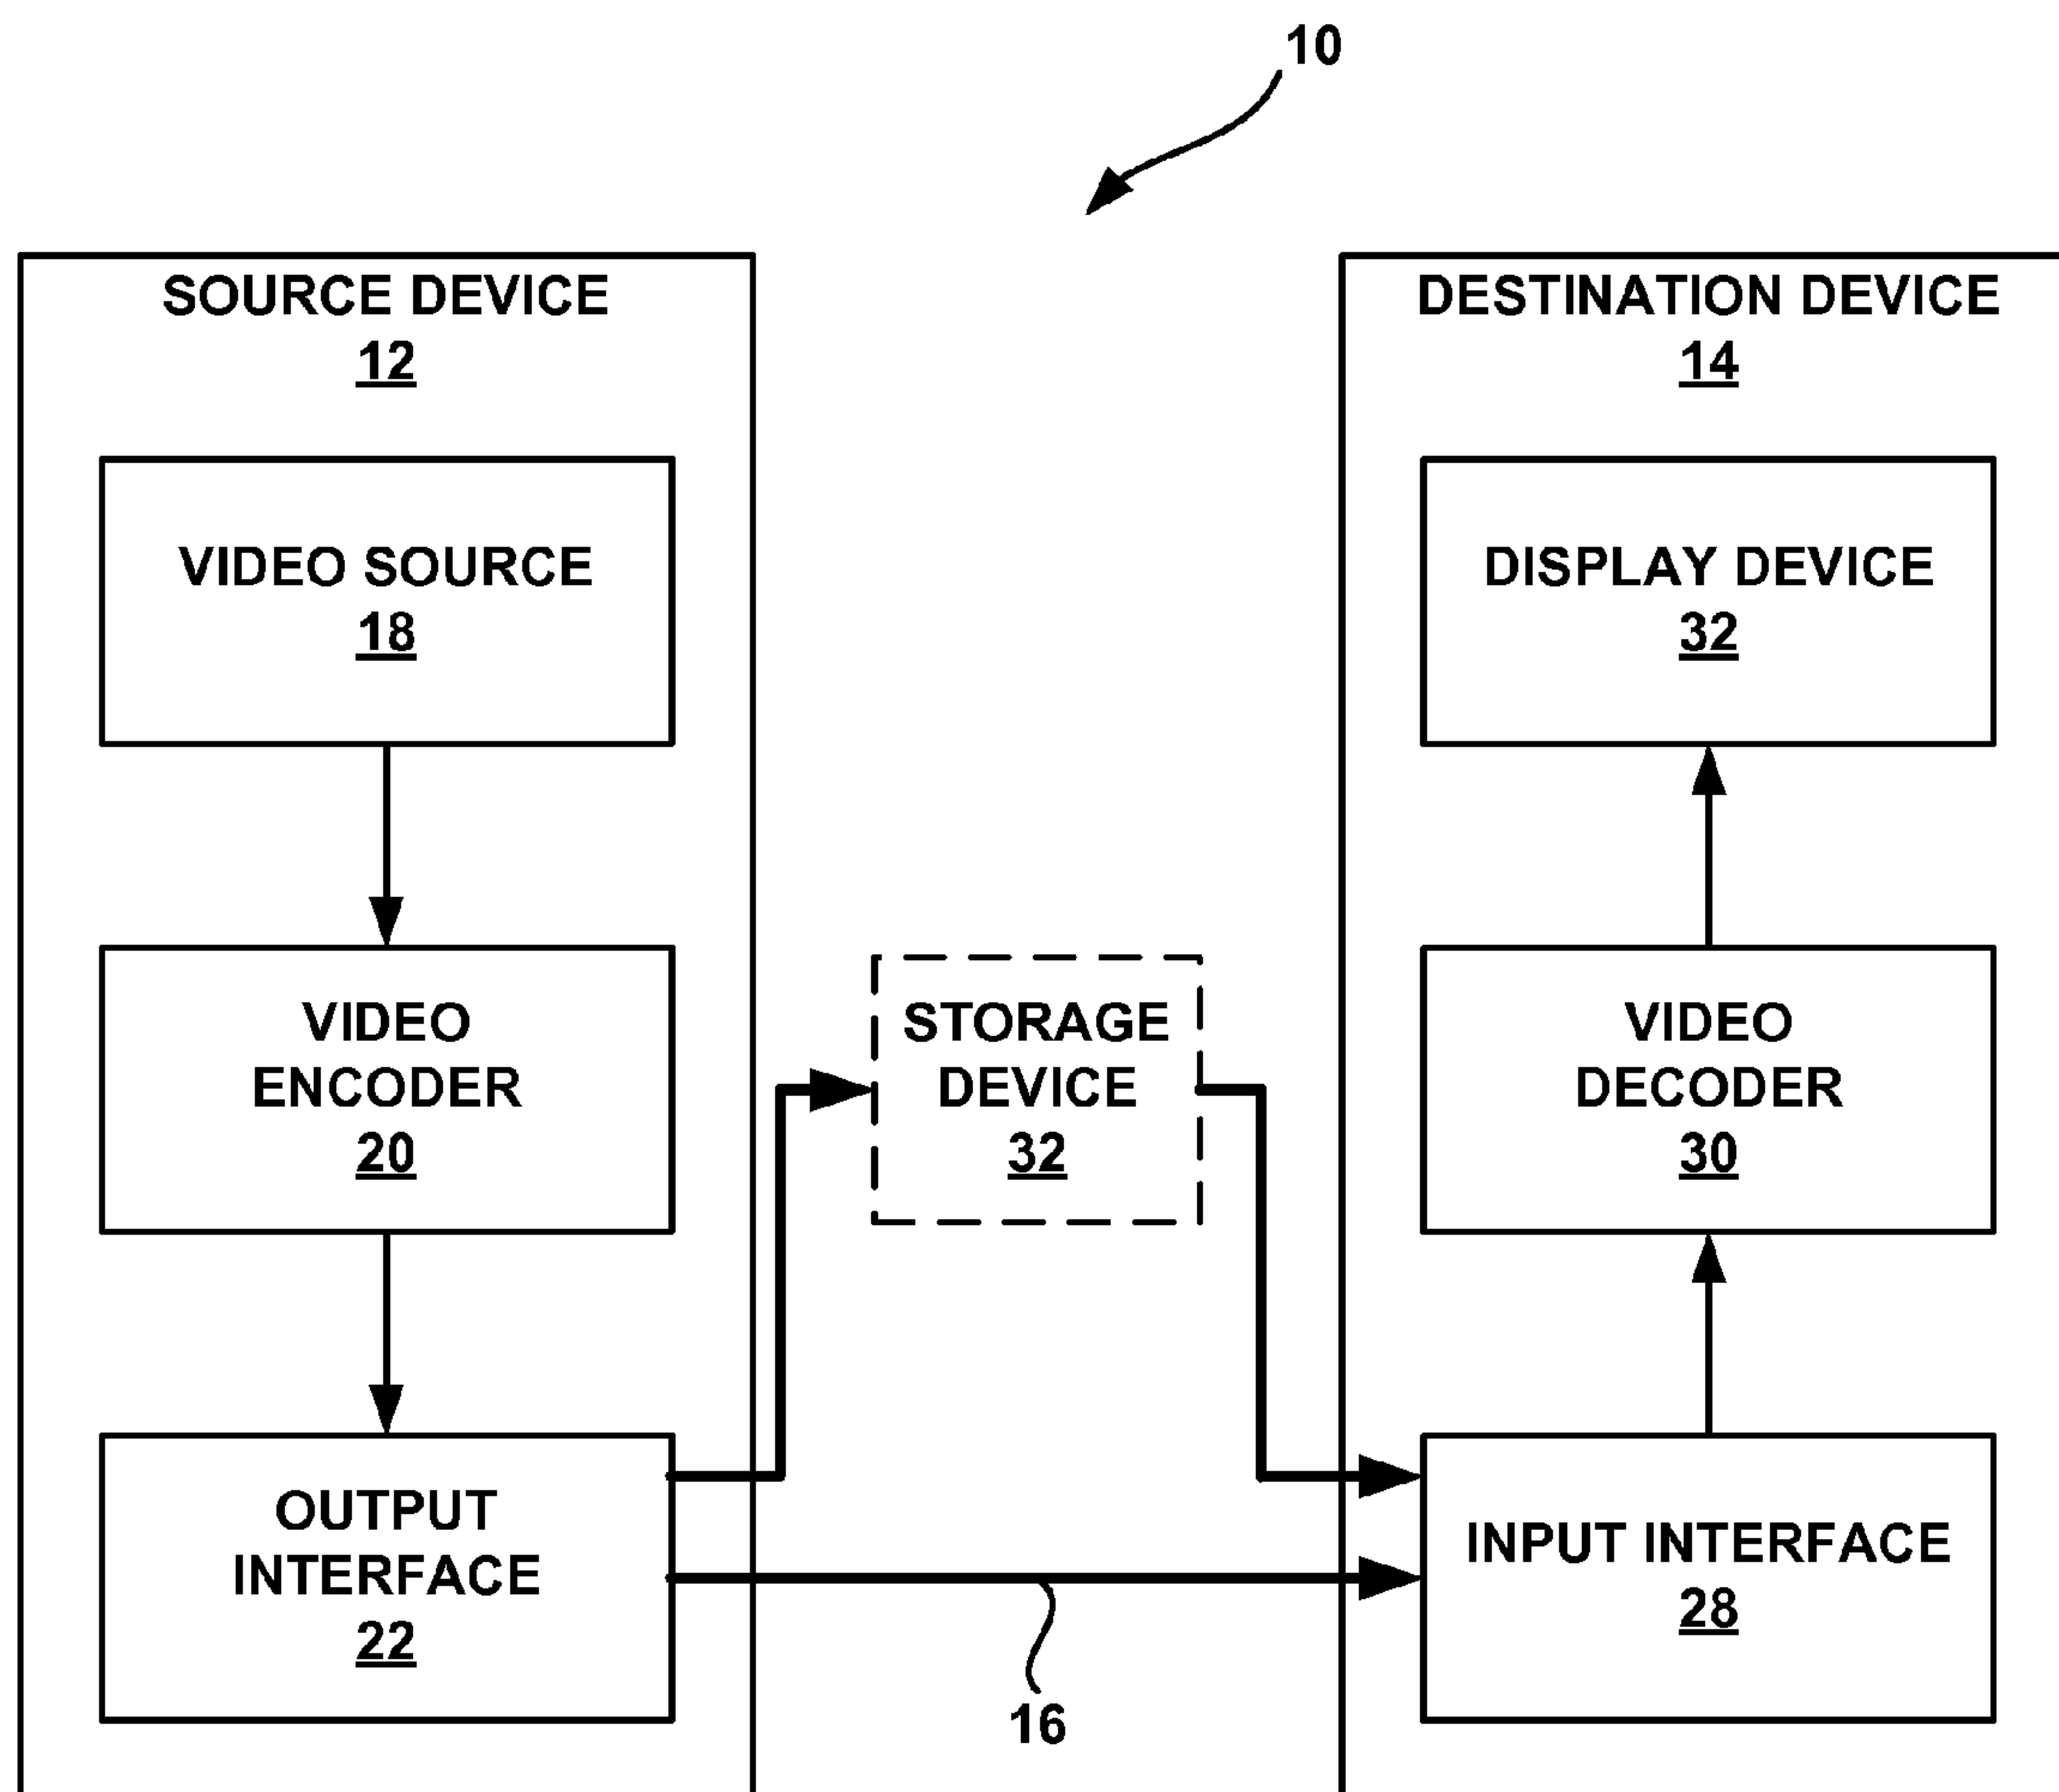 10
SOURCE DEVICE
12
VIDEO SOURCE
18
VIDEO
ENCODER
20
OUTPUT
INTERFACE
22
STORAGE
DEVICE
32
16
DESTINATION DEVICE
14
DISPLAY DEVICE
32
VIDEO
DECODER
30
INPUT INTERFACE
28